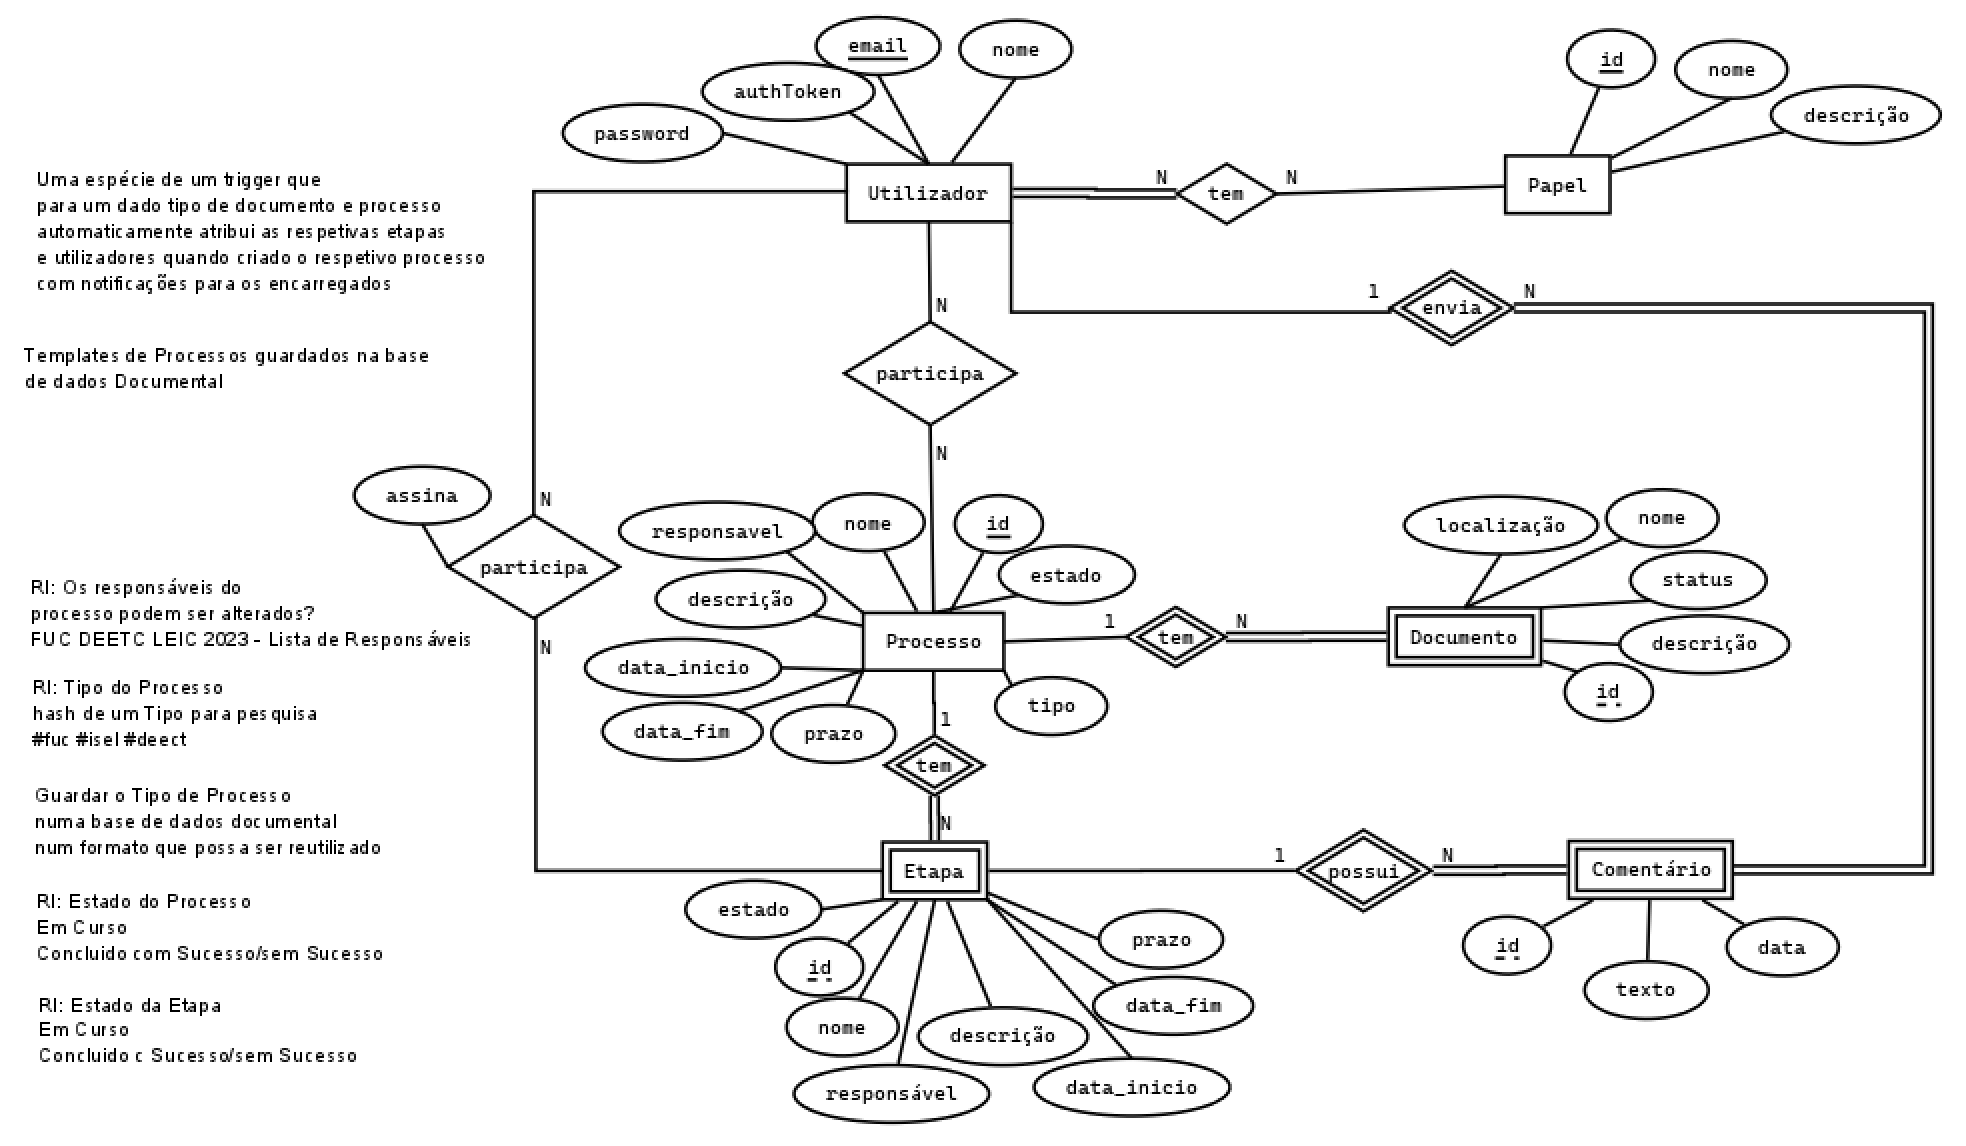 email
nome
authToken
password
id
nome
descrição
Utilizador
N
tem
N
Papel
Uma espécie de um trigger que
para um dado tipo de documento e processo
automaticamente atribui as respetivas etapas
e utilizadores quando criado o respetivo processo
com notificações para os encarregados
Templates de Processos guardados na base
de dados Documental
N
participa
N
1
envia
N
assina
N
participa
N
responsavel
nome
id
estado
descrição
Processo
data_inicio
data_fim
prazo
tipo
1
tem
N
localização
nome
status
Documento
descrição
id
RI: Os responsáveis do
processo podem ser alterados?
FUC DEETC LEIC 2023 - Lista de Responsáveis
RI: Tipo do Processo
hash de um Tipo para pesquisa
#fuc #isel #deect
Guardar o Tipo de Processo
numa base de dados documental
num formato que possa ser reutilizado
RI: Estado do Processo
Em Curso
Concluido com Sucesso/sem Sucesso
RI: Estado da Etapa
Em Curso
Concluido c Sucesso/sem Sucesso
1
tem
N
Etapa
1
possui
N
Comentário
estado
id
nome
responsável
descrição
data_inicio
data_fim
prazo
id
texto
data